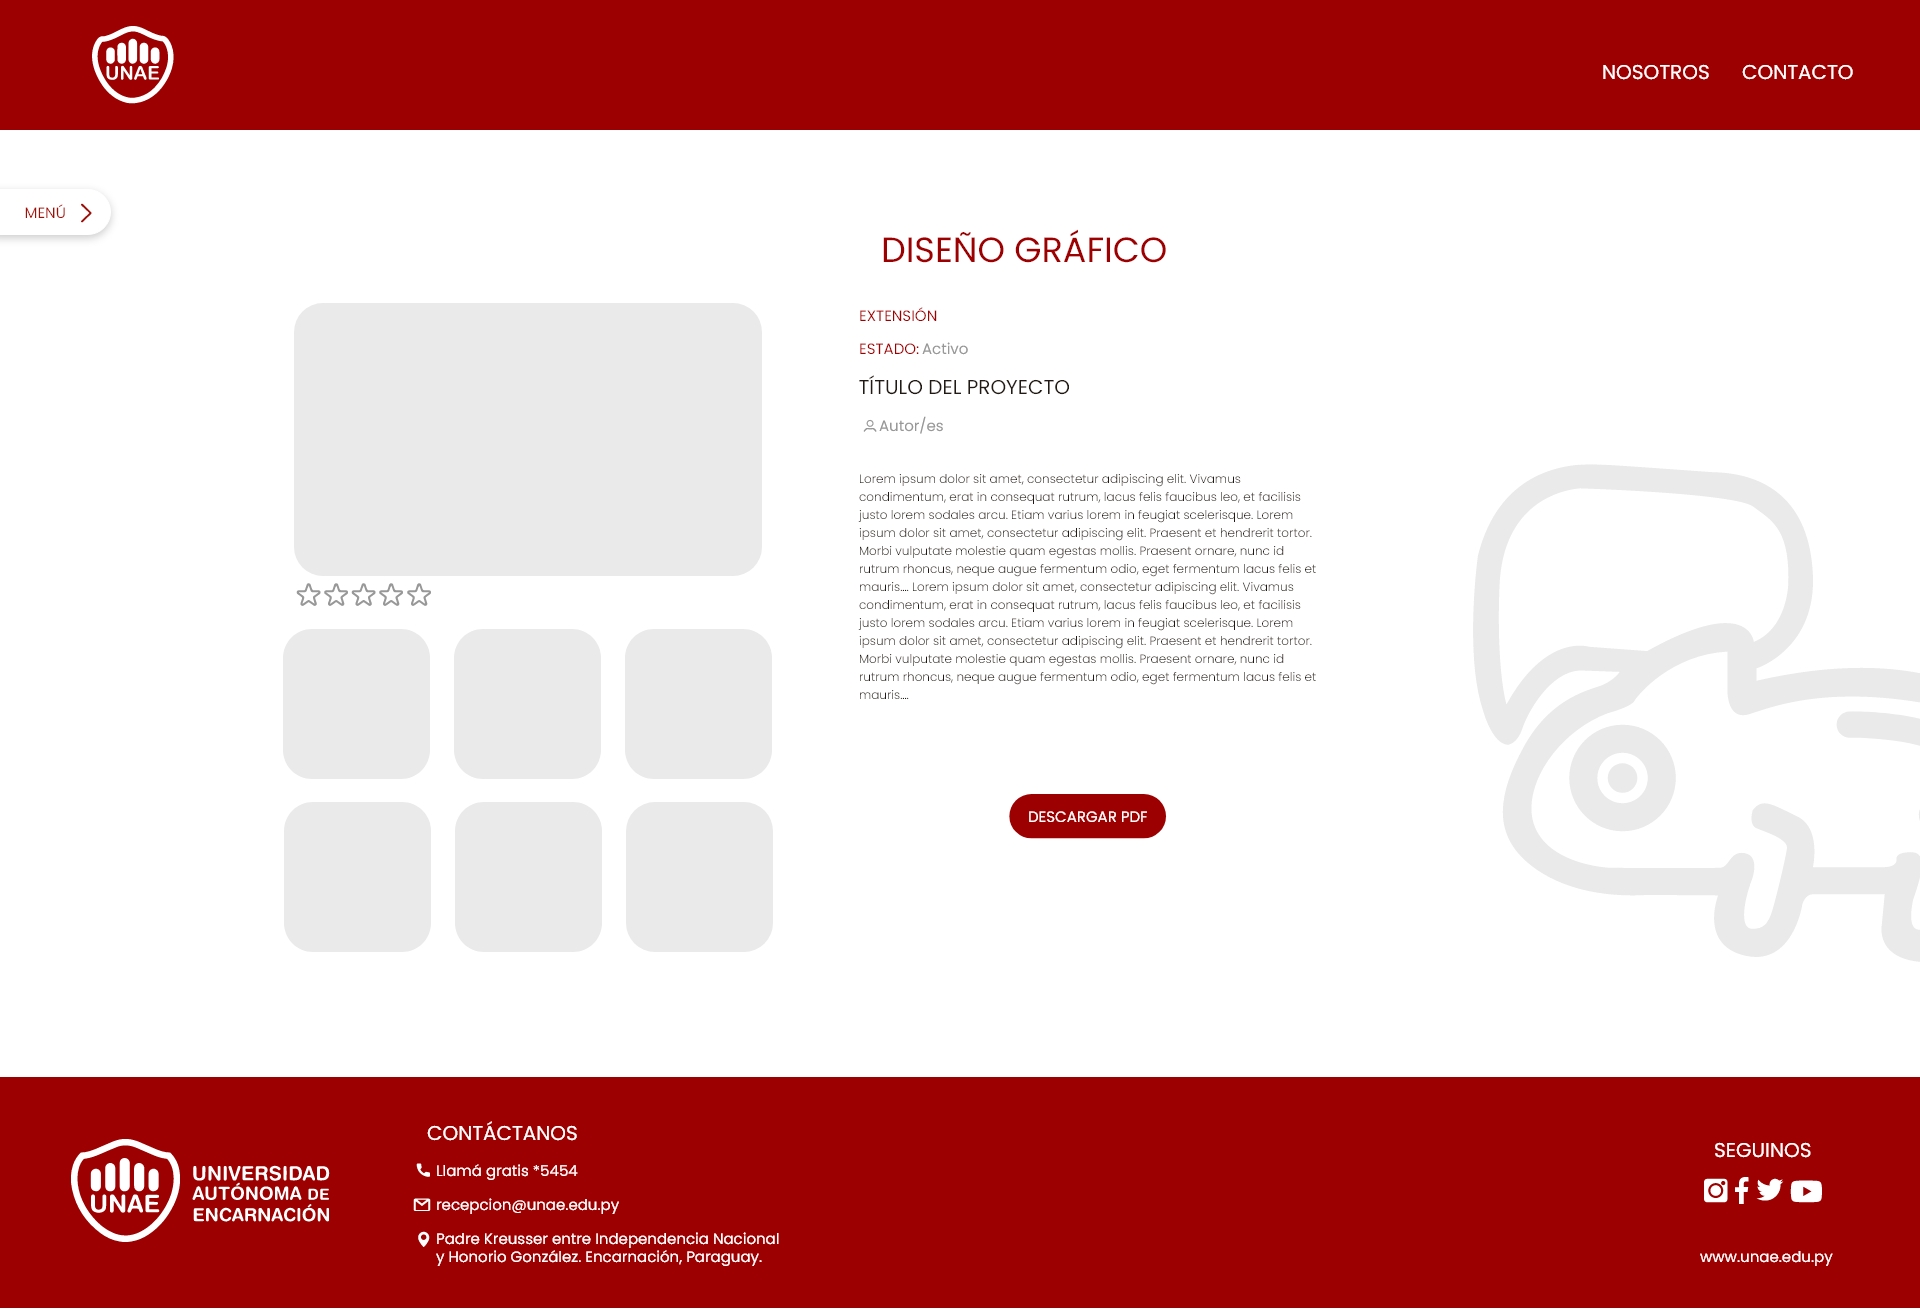 UNAE
NOSOTROS
CONTACTO
MENÚ
DISEÑO GRÁFICO
EXTENSIÓN
ESTADO: Activo
TÍTULO DEL PROYECTO
Autor/es
Lorem ipsum dolor sit amet, consectetur adipiscing elit. Vivamus
condimentum, erat in consequat rutrum, lacus felis faucibus leo, et facilisis
justo lorem sodales arcu. Etiam varius lorem in feugiat scelerisque. Lorem
ipsum dolor sit amet, consectetur adipiscing elit. Praesent et hendrerit tortor.
Morbi vulputate molestie quam egestas mollis. Praesent ornare, nunc id
rutrum rhoncus, neque augue fermentum odio, eget fermentum lacus felis et
mauris.... Lorem ipsum dolor sit amet, consectetur adipiscing elit. Vivamus
condimentum, erat in consequat rutrum, lacus felis faucibus leo, et facilisis
justo lorem sodales arcu. Etiam varius lorem in feugiat scelerisque. Lorem
ipsum dolor sit amet, consectetur adipiscing elit. Praesent et hendrerit tortor.
Morbi vulputate molestie quam egestas mollis. Praesent ornare, nunc id
rutrum rhoncus, neque augue fermentum odio, eget fermentum lacus felis et
mauris....
DESCARGAR PDF
UNAE
UNIVERSIDAD
AUTÓNOMA DE
ENCARNACIÓN
CONTÁCTANOS
Llamá gratis *5454
recepcion@unae.edu.py
Padre Kreusser entre Independencia Nacional
y Honorio González. Encarnación, Paraguay.
SEGUINOS
www.unae.edu.py